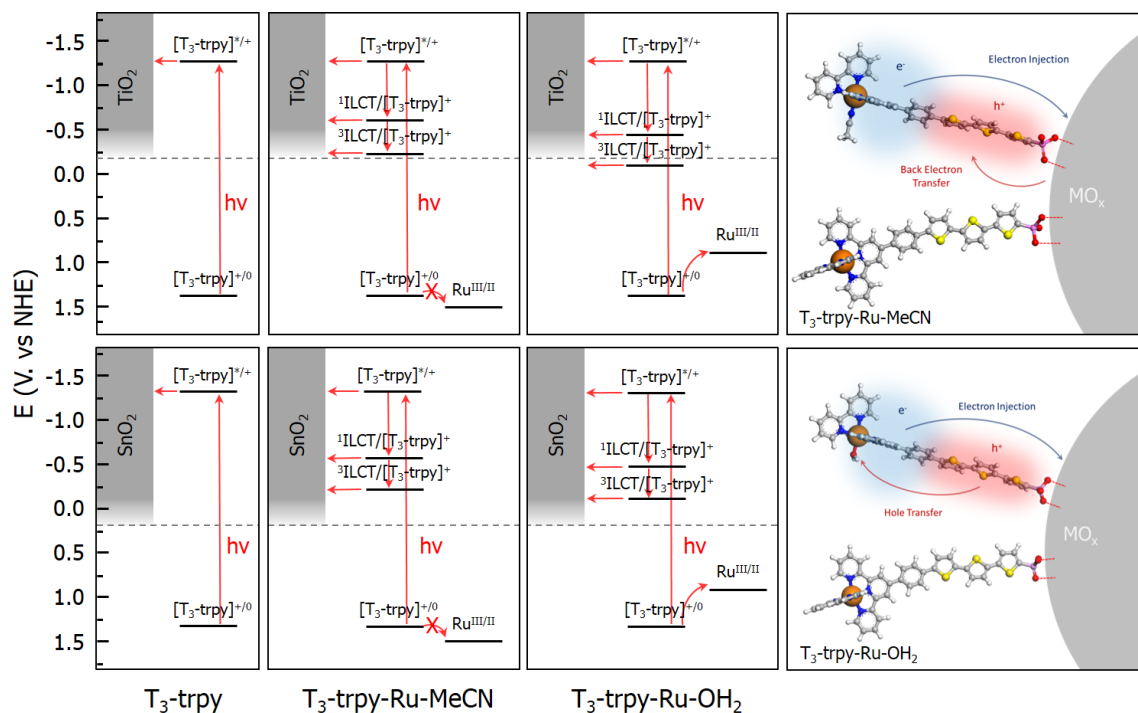 E (V. vs NHE)
-1.5
-1.0
-0.5
0.0
0.5
1.0
1.5
TiO₂
[T₃-trpy]*/⁺
hv
[T₃-trpy]⁺/⁰
TiO₂
[T₃-trpy]*/⁺
¹ILCT/[T₃-trpy]⁺
³ILCT/[T₃-trpy]⁺
hv
[T₃-trpy]⁺/⁰
X
Ruᴵᴵᴵ/ᴵᴵ
TiO₂
[T₃-trpy]*/⁺
¹ILCT/[T₃-trpy]⁺
³ILCT/[T₃-trpy]⁺
hv
Ruᴵᴵᴵ/ᴵᴵ
[T₃-trpy]⁺/⁰
e⁻
Electron Injection
h⁺
Back Electron
Transfer
MOₓ
T₃-trpy-Ru-MeCN
-1.5
-1.0
-0.5
0.0
0.5
1.0
1.5
SnO₂
[T₃-trpy]*/⁺
hv
[T₃-trpy]⁺/⁰
SnO₂
[T₃-trpy]*/⁺
¹ILCT/[T₃-trpy]⁺
³ILCT/[T₃-trpy]⁺
hv
[T₃-trpy]⁺/⁰
X
Ruᴵᴵᴵ/ᴵᴵ
SnO₂
[T₃-trpy]*/⁺
¹ILCT/[T₃-trpy]⁺
³ILCT/[T₃-trpy]⁺
hv
Ruᴵᴵᴵ/ᴵᴵ
[T₃-trpy]⁺/⁰
e⁻
Electron Injection
h⁺
Hole Transfer
MOₓ
T₃-trpy-Ru-OH₂
T₃-trpy
T₃-trpy-Ru-MeCN
T₃-trpy-Ru-OH₂